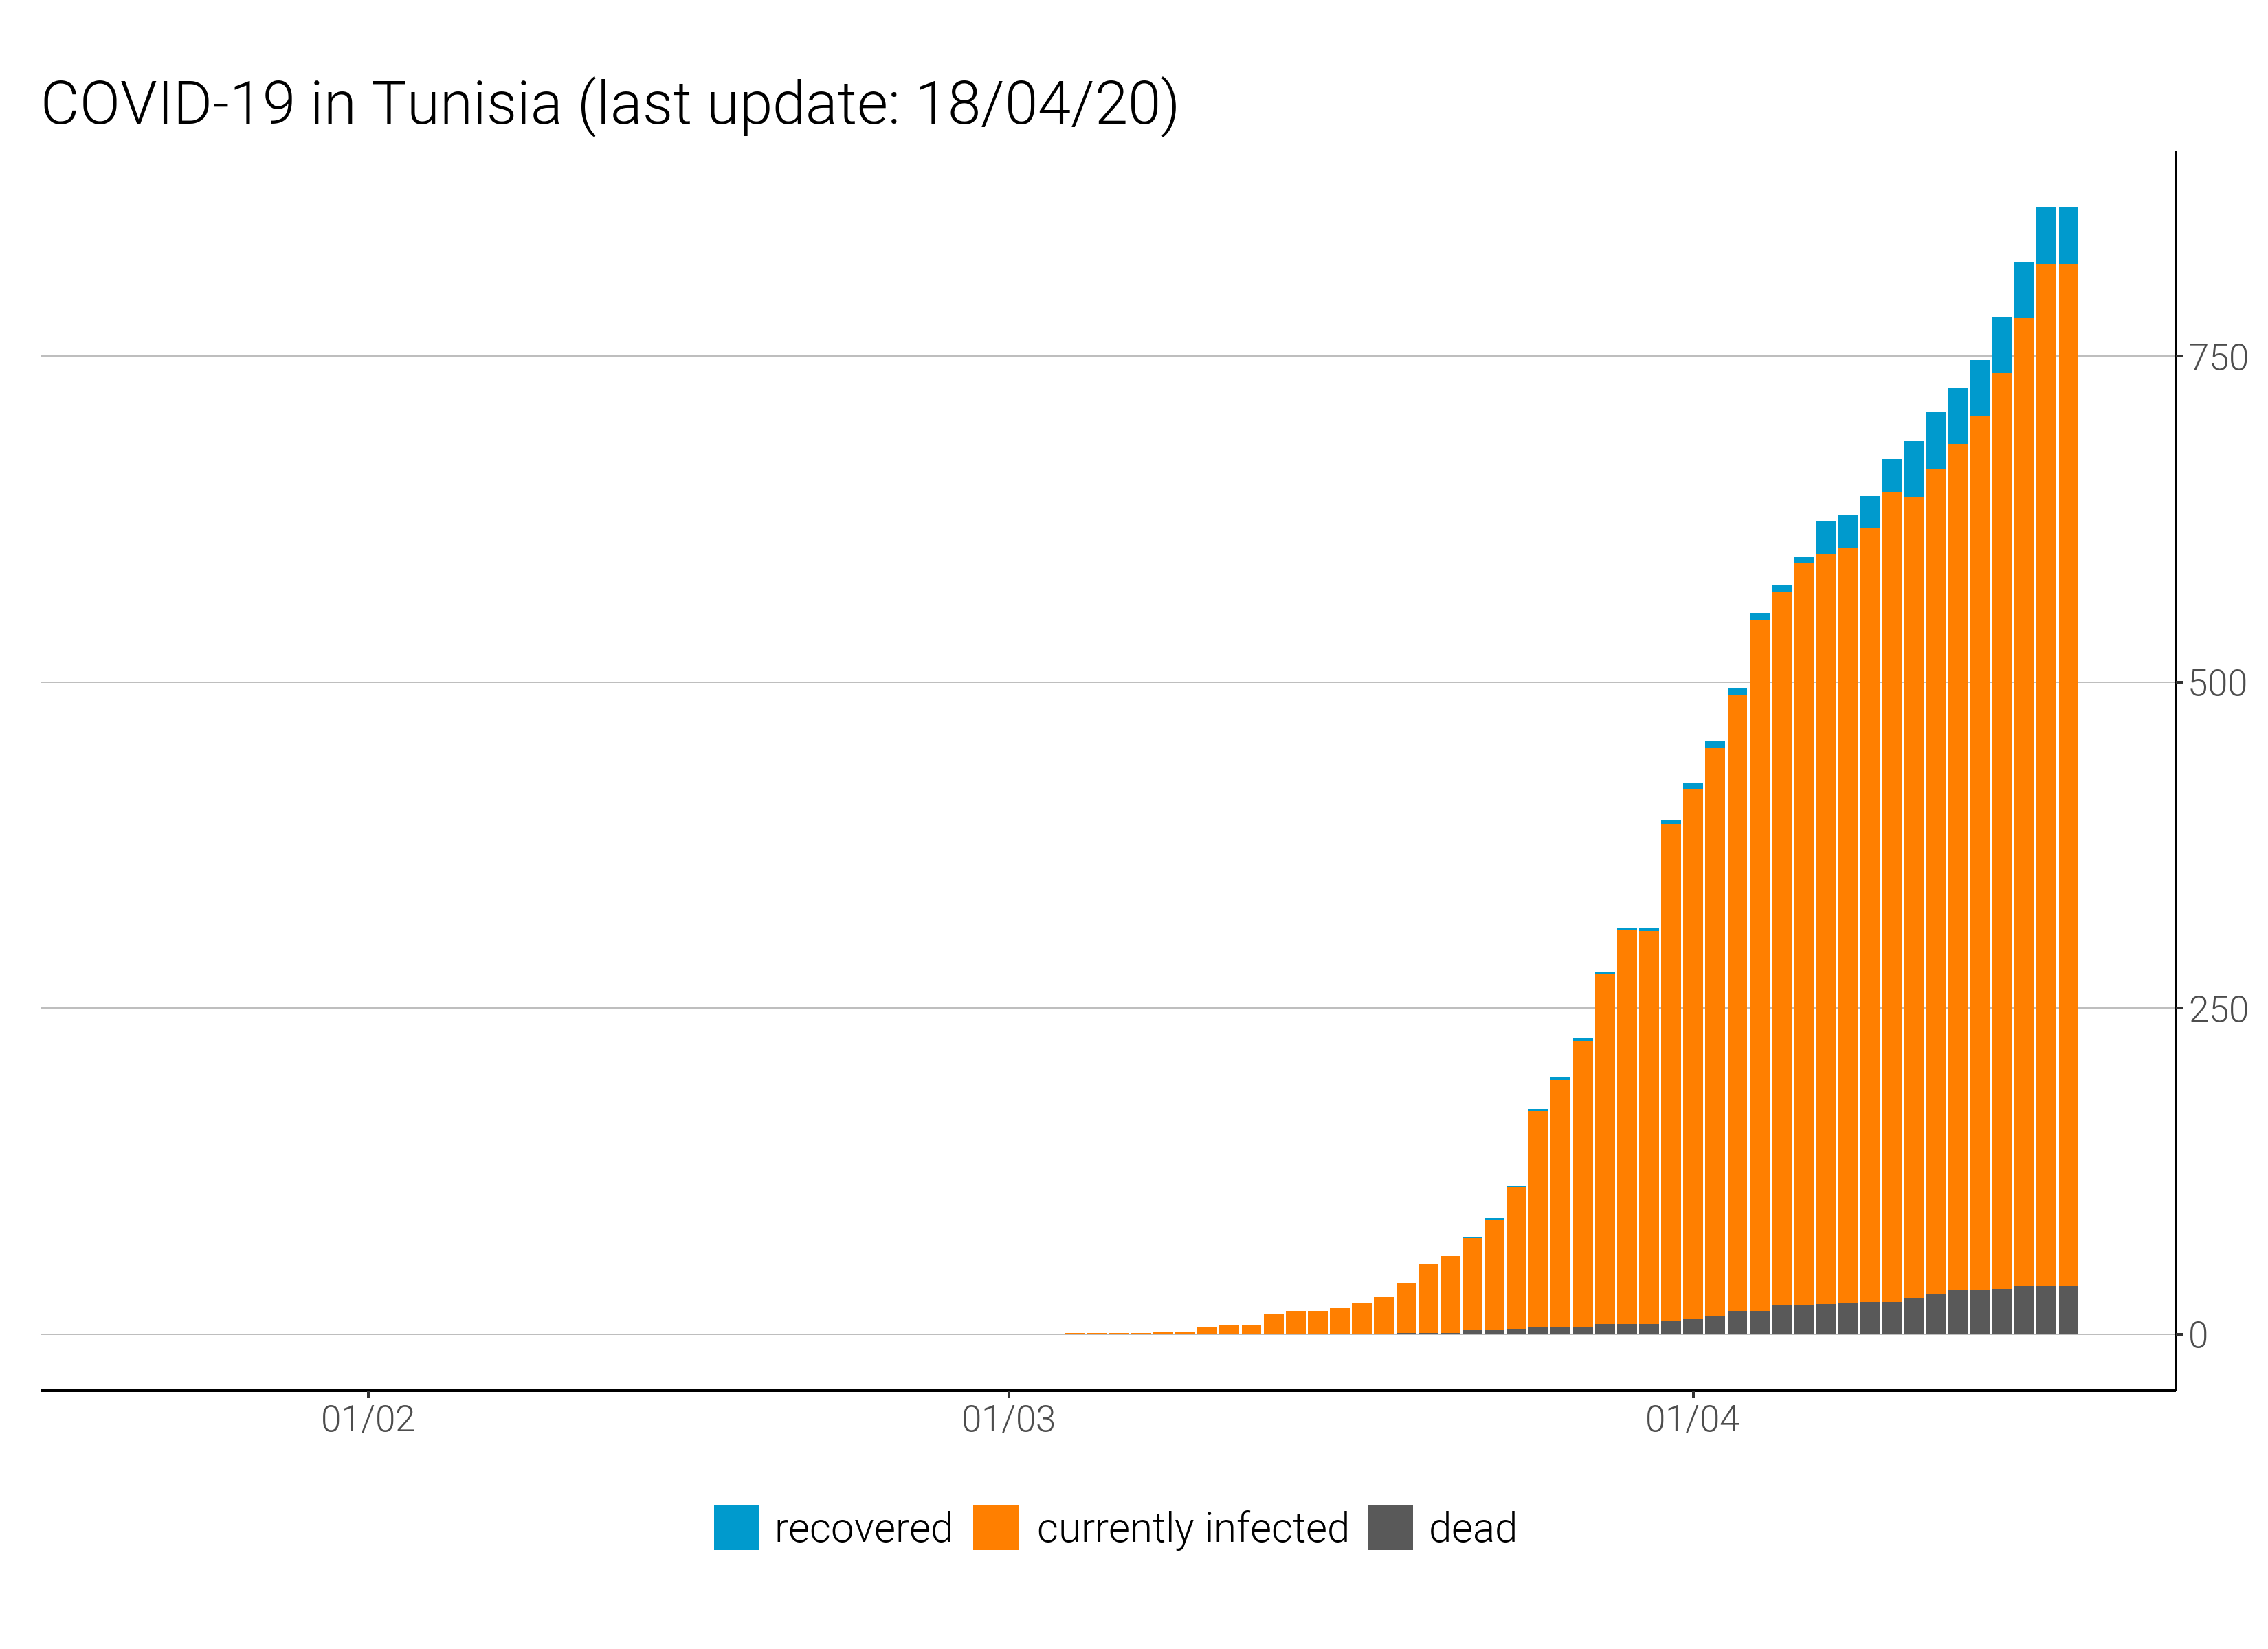 COVID-19 in Tunisia (last update: 18/04/20)
750
500
250
0
01/02 01/03 01/04
recovered currently infected dead